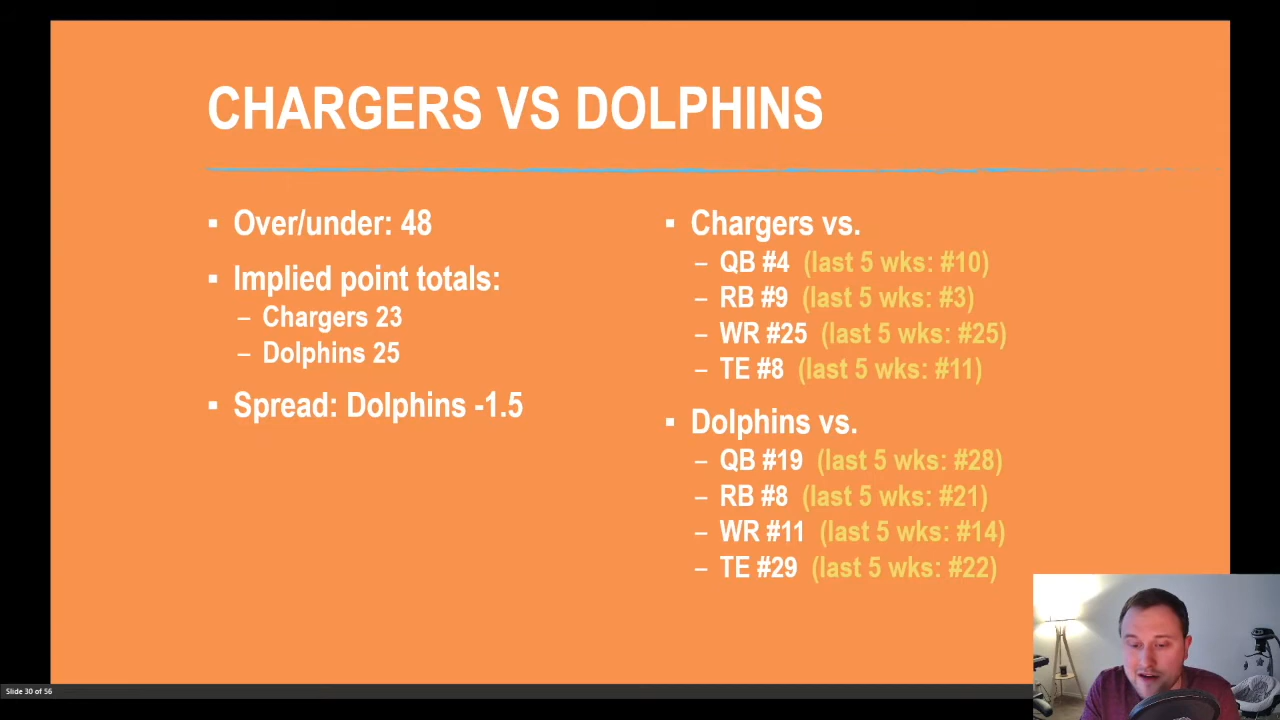 CHARGERS VS DOLPHINS
▪ Over/under: 48
▪ Implied point totals:
– Chargers 23
– Dolphins 25
▪ Spread: Dolphins -1.5
▪ Chargers vs.
– QB #4 (last 5 wks: #10)
– RB #9 (last 5 wks: #3)
– WR #25 (last 5 wks: #25)
– TE #8 (last 5 wks: #11)
▪ Dolphins vs.
– QB #19 (last 5 wks: #28)
– RB #8 (last 5 wks: #21)
– WR #11 (last 5 wks: #14)
– TE #29 (last 5 wks: #22)
Slide 30 of 56